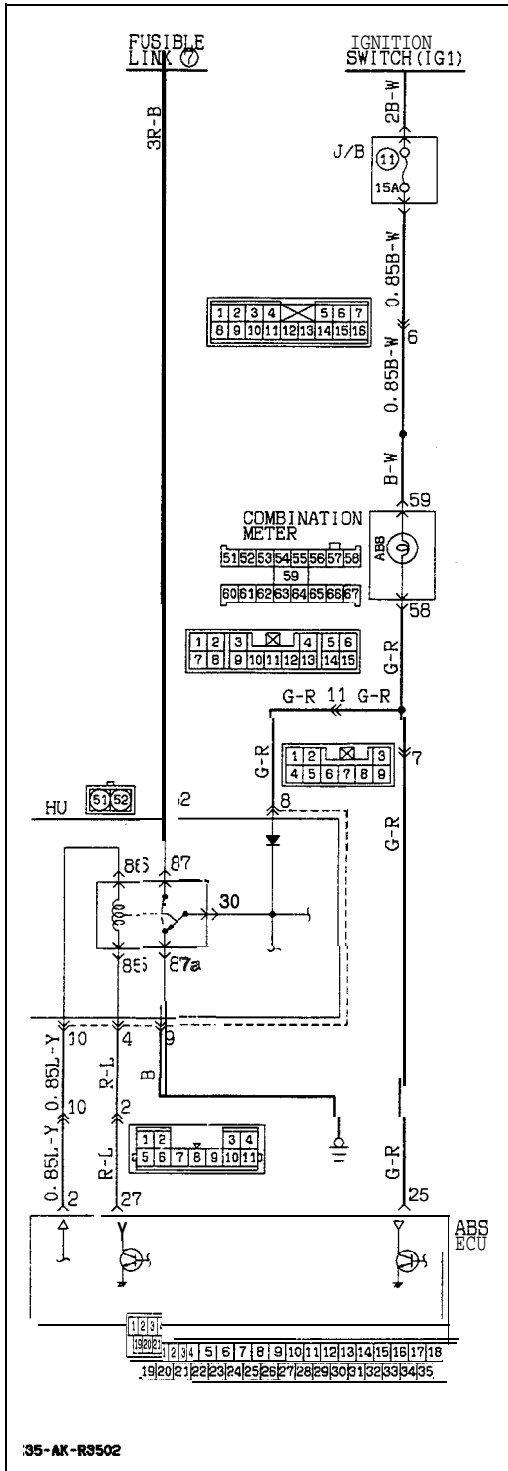 FUSIBLE
LINK 7
IGNITION
SWITCH(IG1)
3R-B
2B-W
J/B
11
15A
0.85B-W
1 2 3 4 5 6 7
8 9 10 11 12 13 14 15 16
6
0.85B-W
B-W
59
COMBINATION
METER
51 52 53 54 55 56 57 58
59
60 61 62 63 64 65 66 67
58
1 2 3 4 5 6
7 8 9 10 11 12 13 14 15
G-R
G-R 11 G-R
G-R
1 2 3
4 5 6 7 8 9
7
8
G-R
HU
51 52
86
87
30
85
87a
10
4
9
0.85L-Y
R-L
B
10
2
1 2 3 4
5 6 7 8 9 10 11
0.85L-Y
R-L
G-R
2
27
25
ABS
ECU
1 2 3
19 20 21
1 2 3 4 5 6 7 8 9 10 11 12 13 14 15 16 17 18
19 20 21 22 23 24 25 26 27 28 29 30 31 32 33 34 35
35-AK-R3502